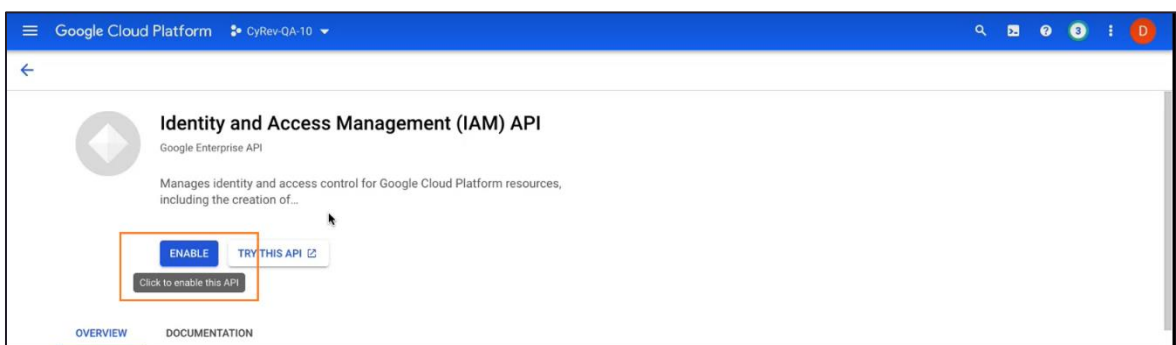 Google Cloud Platform CyRev-QA-10 3 D
Identity and Access Management (IAM) API
Google Enterprise API
Manages identity and access control for Google Cloud Platform resources,
including the creation of...
ENABLE TRY THIS API
Click to enable this API
OVERVIEW DOCUMENTATION